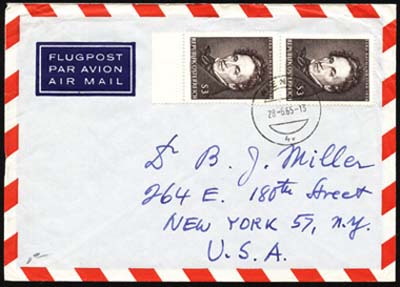 FLUGPOST
PAR AVION
AIR MAIL
REPUBLIK ÖSTERREICH
S3
REPUBLIK ÖSTERREICH
S3
28-6.65-13
4v
Dr B. J. Miller
264 E. 180th Street
NEW YORK 57, N.Y.
U.S.A.